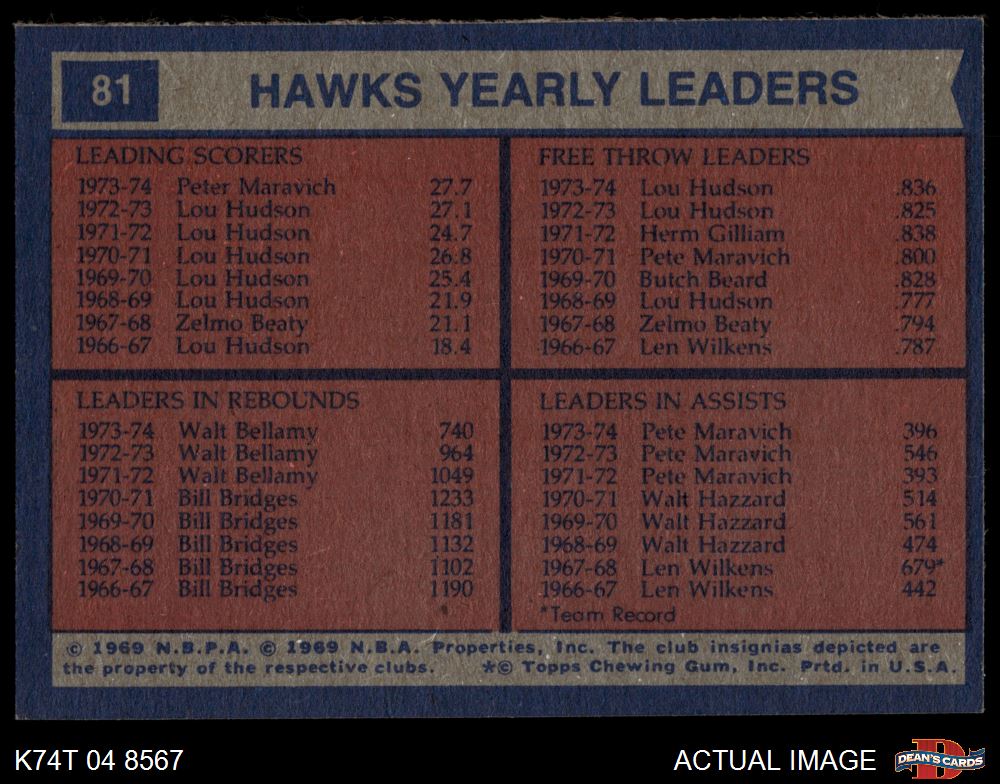 81 HAWKS YEARLY LEADERS
LEADING SCORERS
1973-74 Peter Maravich 27.7
1972-73 Lou Hudson 27.1
1971-72 Lou Hudson 24.7
1970-71 Lou Hudson 26.8
1969-70 Lou Hudson 25.4
1968-69 Lou Hudson 21.9
1967-68 Zelmo Beaty 21.1
1966-67 Lou Hudson 18.4
FREE THROW LEADERS
1973-74 Lou Hudson .836
1972-73 Lou Hudson .825
1971-72 Herm Gilliam .838
1970-71 Pete Maravich .800
1969-70 Butch Beard .828
1968-69 Lou Hudson .777
1967-68 Zelmo Beaty .794
1966-67 Len Wilkens .787
LEADERS IN REBOUNDS
1973-74 Walt Bellamy 740
1972-73 Walt Bellamy 964
1971-72 Walt Bellamy 1049
1970-71 Bill Bridges 1233
1969-70 Bill Bridges 1181
1968-69 Bill Bridges 1132
1967-68 Bill Bridges 1102
1966-67 Bill Bridges 1190
LEADERS IN ASSISTS
1973-74 Pete Maravich 396
1972-73 Pete Maravich 546
1971-72 Pete Maravich 393
1970-71 Walt Hazzard 514
1969-70 Walt Hazzard 561
1968-69 Walt Hazzard 474
1967-68 Len Wilkens 679*
1966-67 Len Wilkens 442
*Team Record
© 1969 N.B.P.A. © 1969 N.B.A. Properties, Inc. The club insignias depicted are
the property of the respective clubs. *© Topps Chewing Gum, Inc. Prtd. in U.S.A.
K74T 04 8567 ACTUAL IMAGE D DEAN'S CARDS